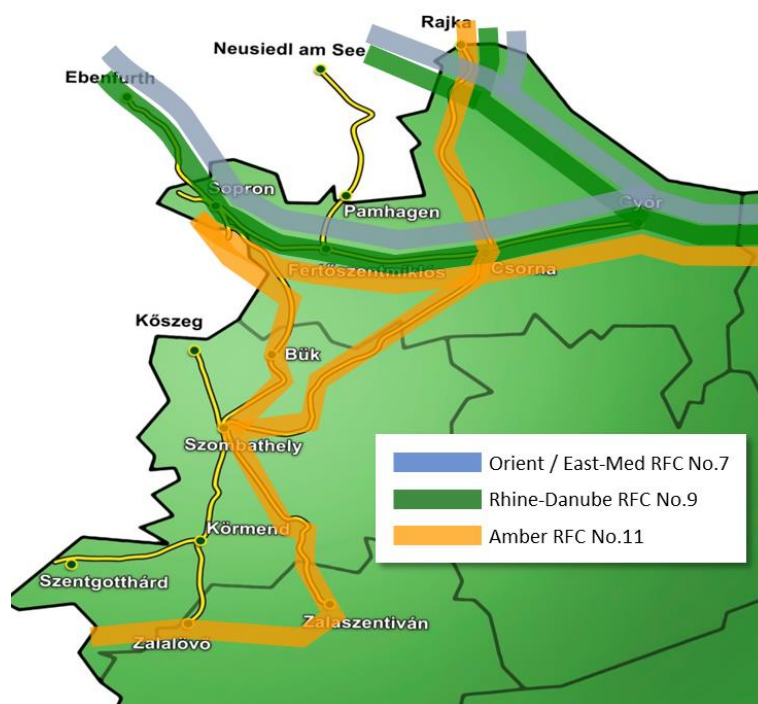 Rajka
Neusiedl am See
Ebenfurth
Sopron
Pamhagen
Győr
Fertőszentmiklós
Csorna
Kőszeg
Bük
Szombathely
Orient / East-Med RFC No.7
Rhine-Danube RFC No.9
Amber RFC No.11
Körmend
Szentgotthárd
Zalaszentiván
Zalalövő